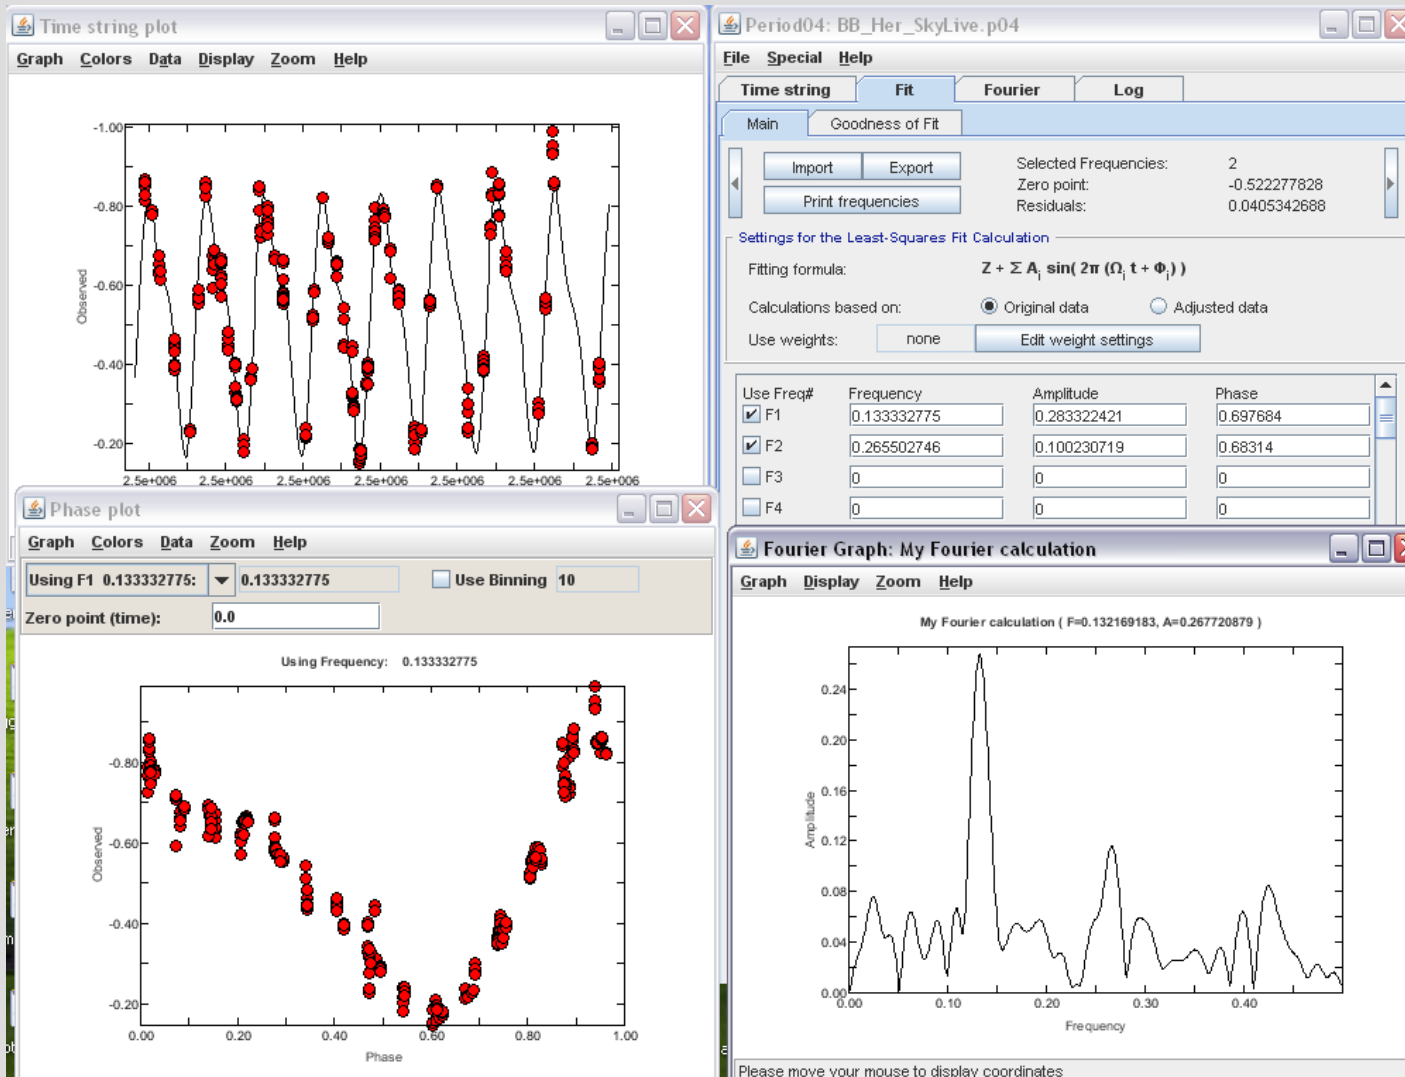 Time string plot
Graph Colors Data Display Zoom Help
-1.00
-0.80
-0.60
-0.40
-0.20
Observed
2.5e+006 2.5e+006 2.5e+006 2.5e+006 2.5e+006 2.5e+006 2.5e+006
Period04: BB_Her_SkyLive.p04
File Special Help
Time string Fit Fourier Log
Main Goodness of Fit
Import Export
Print frequencies
Selected Frequencies: 2
Zero point: -0.522277828
Residuals: 0.0405342688
Settings for the Least-Squares Fit Calculation
Fitting formula: Z + Σ Ai sin( 2π (Ωi t + Φi) )
Calculations based on: Original data Adjusted data
Use weights: none Edit weight settings
Use Freq# Frequency Amplitude Phase
F1 0.133332775 0.283322421 0.697684
F2 0.265502746 0.100230719 0.68314
F3 0 0 0
F4 0 0 0
Phase plot
Graph Colors Data Zoom Help
Using F1 0.133332775: 0.133332775 Use Binning 10
Zero point (time): 0.0
Using Frequency: 0.133332775
-0.80
-0.60
-0.40
-0.20
Observed
0.00 0.20 0.40 0.60 0.80 1.00
Phase
Fourier Graph: My Fourier calculation
Graph Display Zoom Help
My Fourier calculation ( F=0.132169183, A=0.267720879 )
0.24
0.20
0.16
0.12
0.08
0.04
0.00
Amplitude
0.00 0.10 0.20 0.30 0.40
Frequency
Please move your mouse to display coordinates